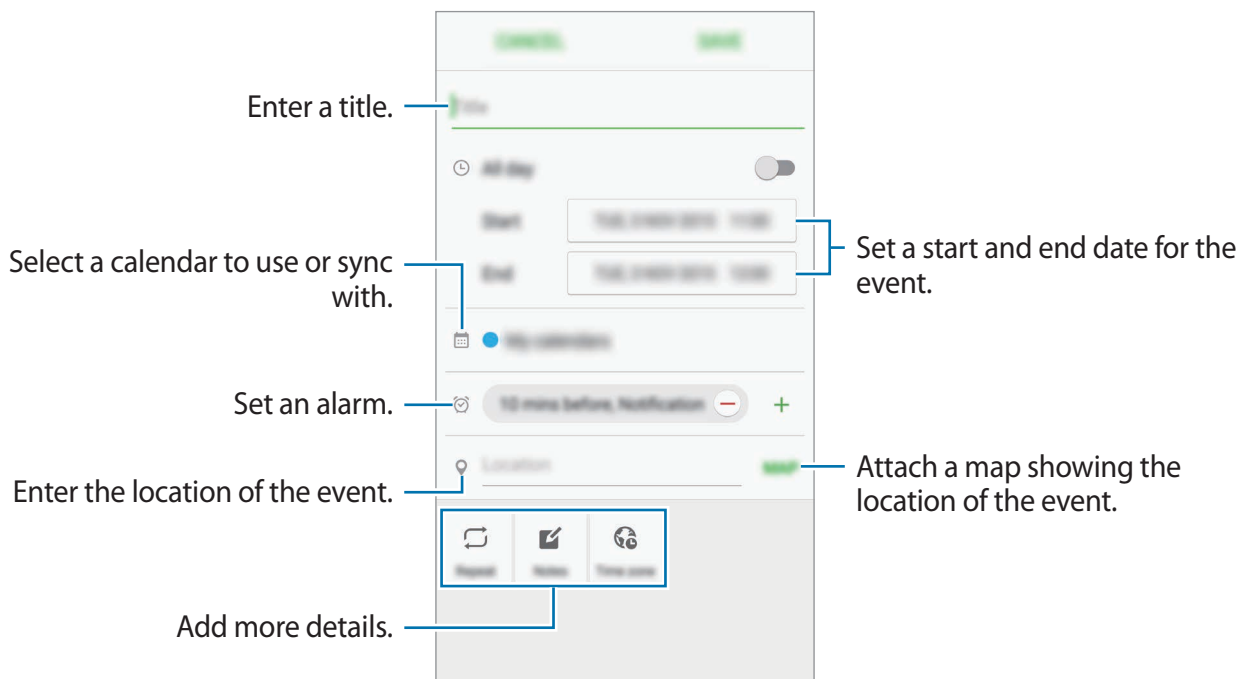 CANCEL
SAVE
Enter a title.
Title
All day
Start
End
Set a start and end date for the
event.
Select a calendar to use or sync
with.
My calendars
Set an alarm.
10 mins before, Notification
Enter the location of the event.
Location
MAP
Attach a map showing the
location of the event.
Repeat
Notes
Time zone
Add more details.